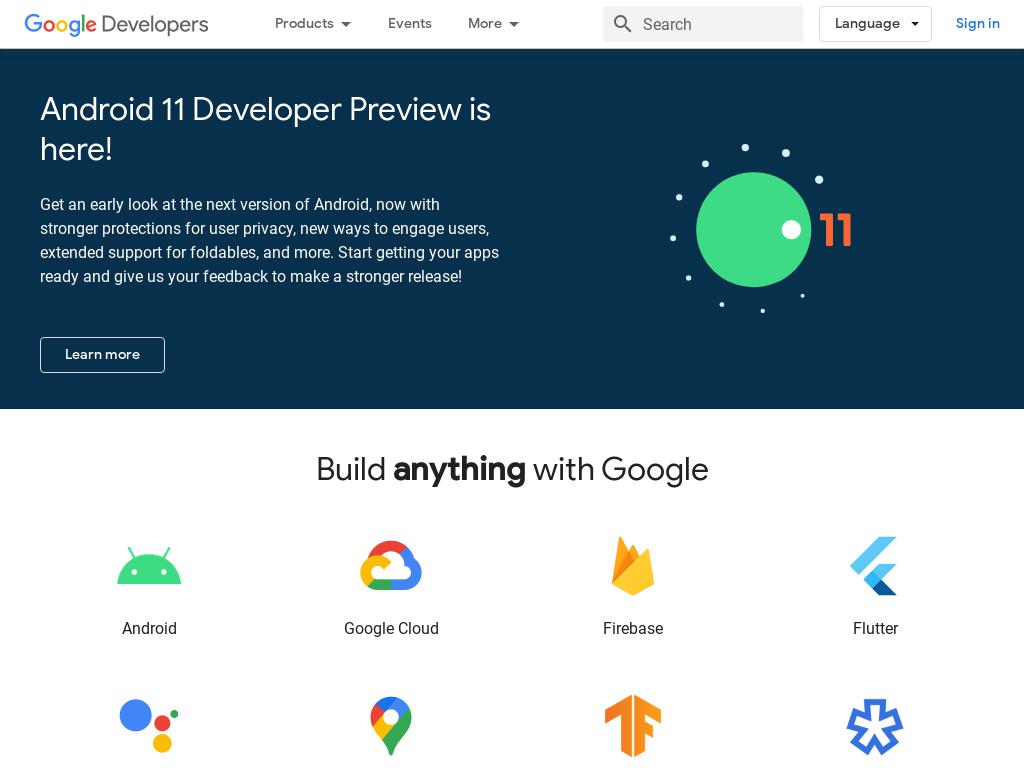 Google Developers
Products
Events
More
Search
Language
Sign in
Android 11 Developer Preview is
here!
Get an early look at the next version of Android, now with
stronger protections for user privacy, new ways to engage users,
extended support for foldables, and more. Start getting your apps
ready and give us your feedback to make a stronger release!
11
Learn more
Build anything with Google
Android
Google Cloud
Firebase
Flutter